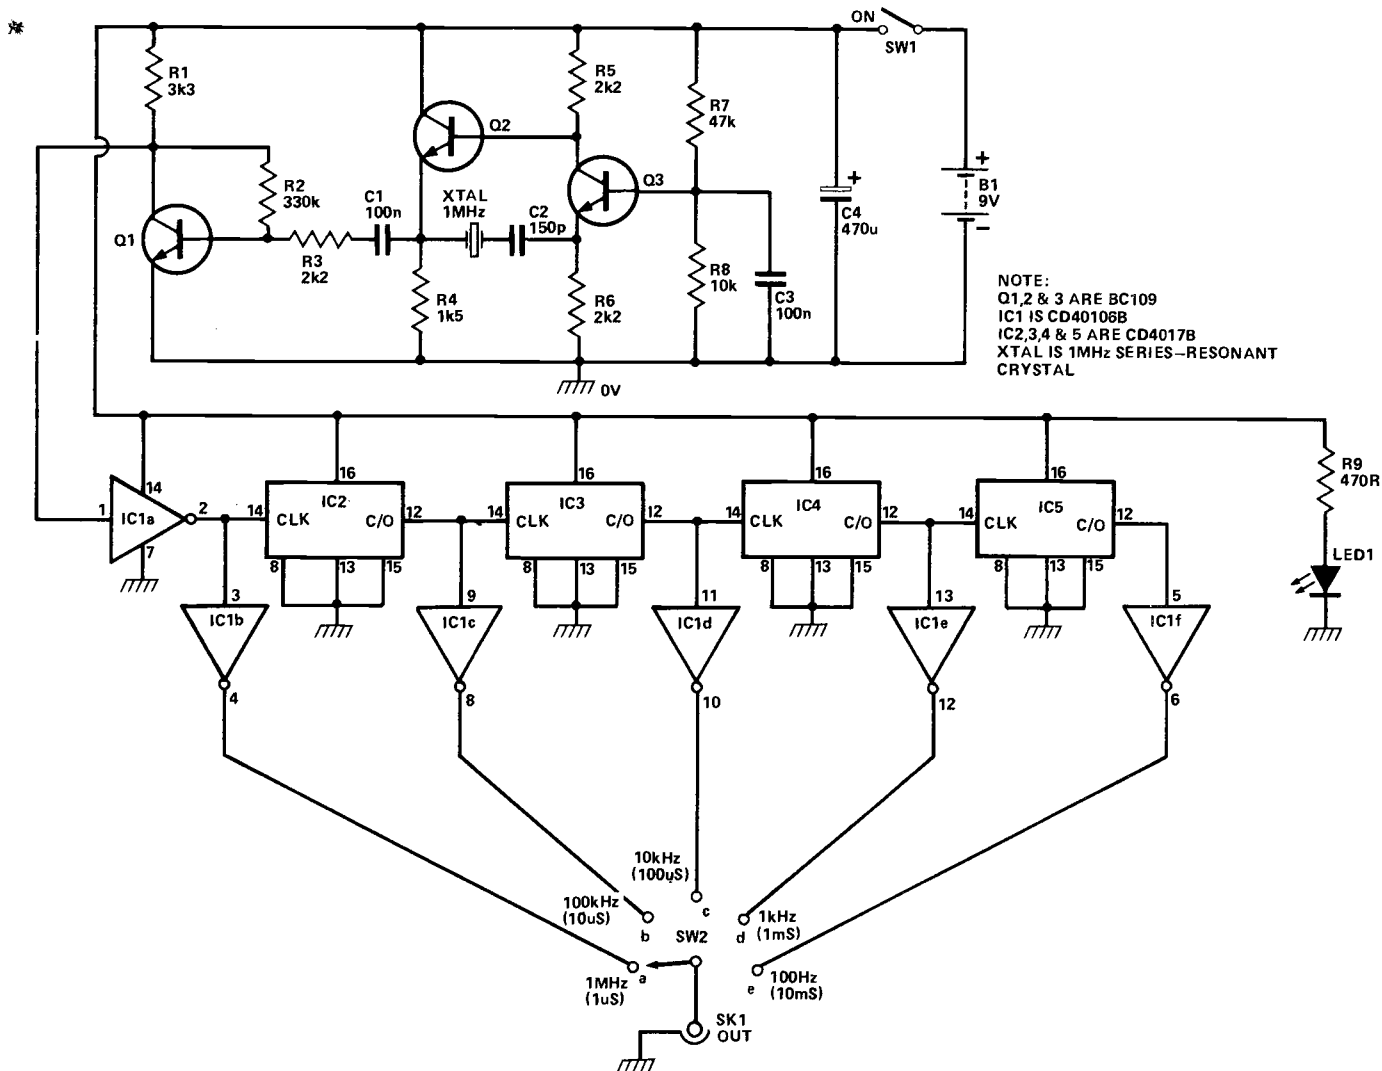 ON
SW1
R1
3k3
R5
2k2
R7
47k
Q2
Q3
+
B1
9V
−
+
C4
470u
R2
330k
C1
100n
XTAL
1MHz
C2
150p
Q1
R3
2k2
R4
1k5
R6
2k2
R8
10k
C3
100n
0V
NOTE:
Q1,2 & 3 ARE BC109
IC1 IS CD40106B
IC2,3,4 & 5 ARE CD4017B
XTAL IS 1MHz SERIES–RESONANT
CRYSTAL
14
1
IC1a
2
7
16
IC2
14
CLK
C/O
12
8
13
15
16
IC3
14
CLK
C/O
12
8
13
15
16
IC4
14
CLK
C/O
12
8
13
15
16
IC5
14
CLK
C/O
12
8
13
15
R9
470R
LED1
3
IC1b
4
9
IC1c
8
11
IC1d
10
13
IC1e
12
5
IC1f
6
10kHz
(100uS)
c
100kHz
(10uS)
b
SW2
d
1kHz
(1mS)
1MHz
(1uS)
a
e
100Hz
(10mS)
SK1
OUT